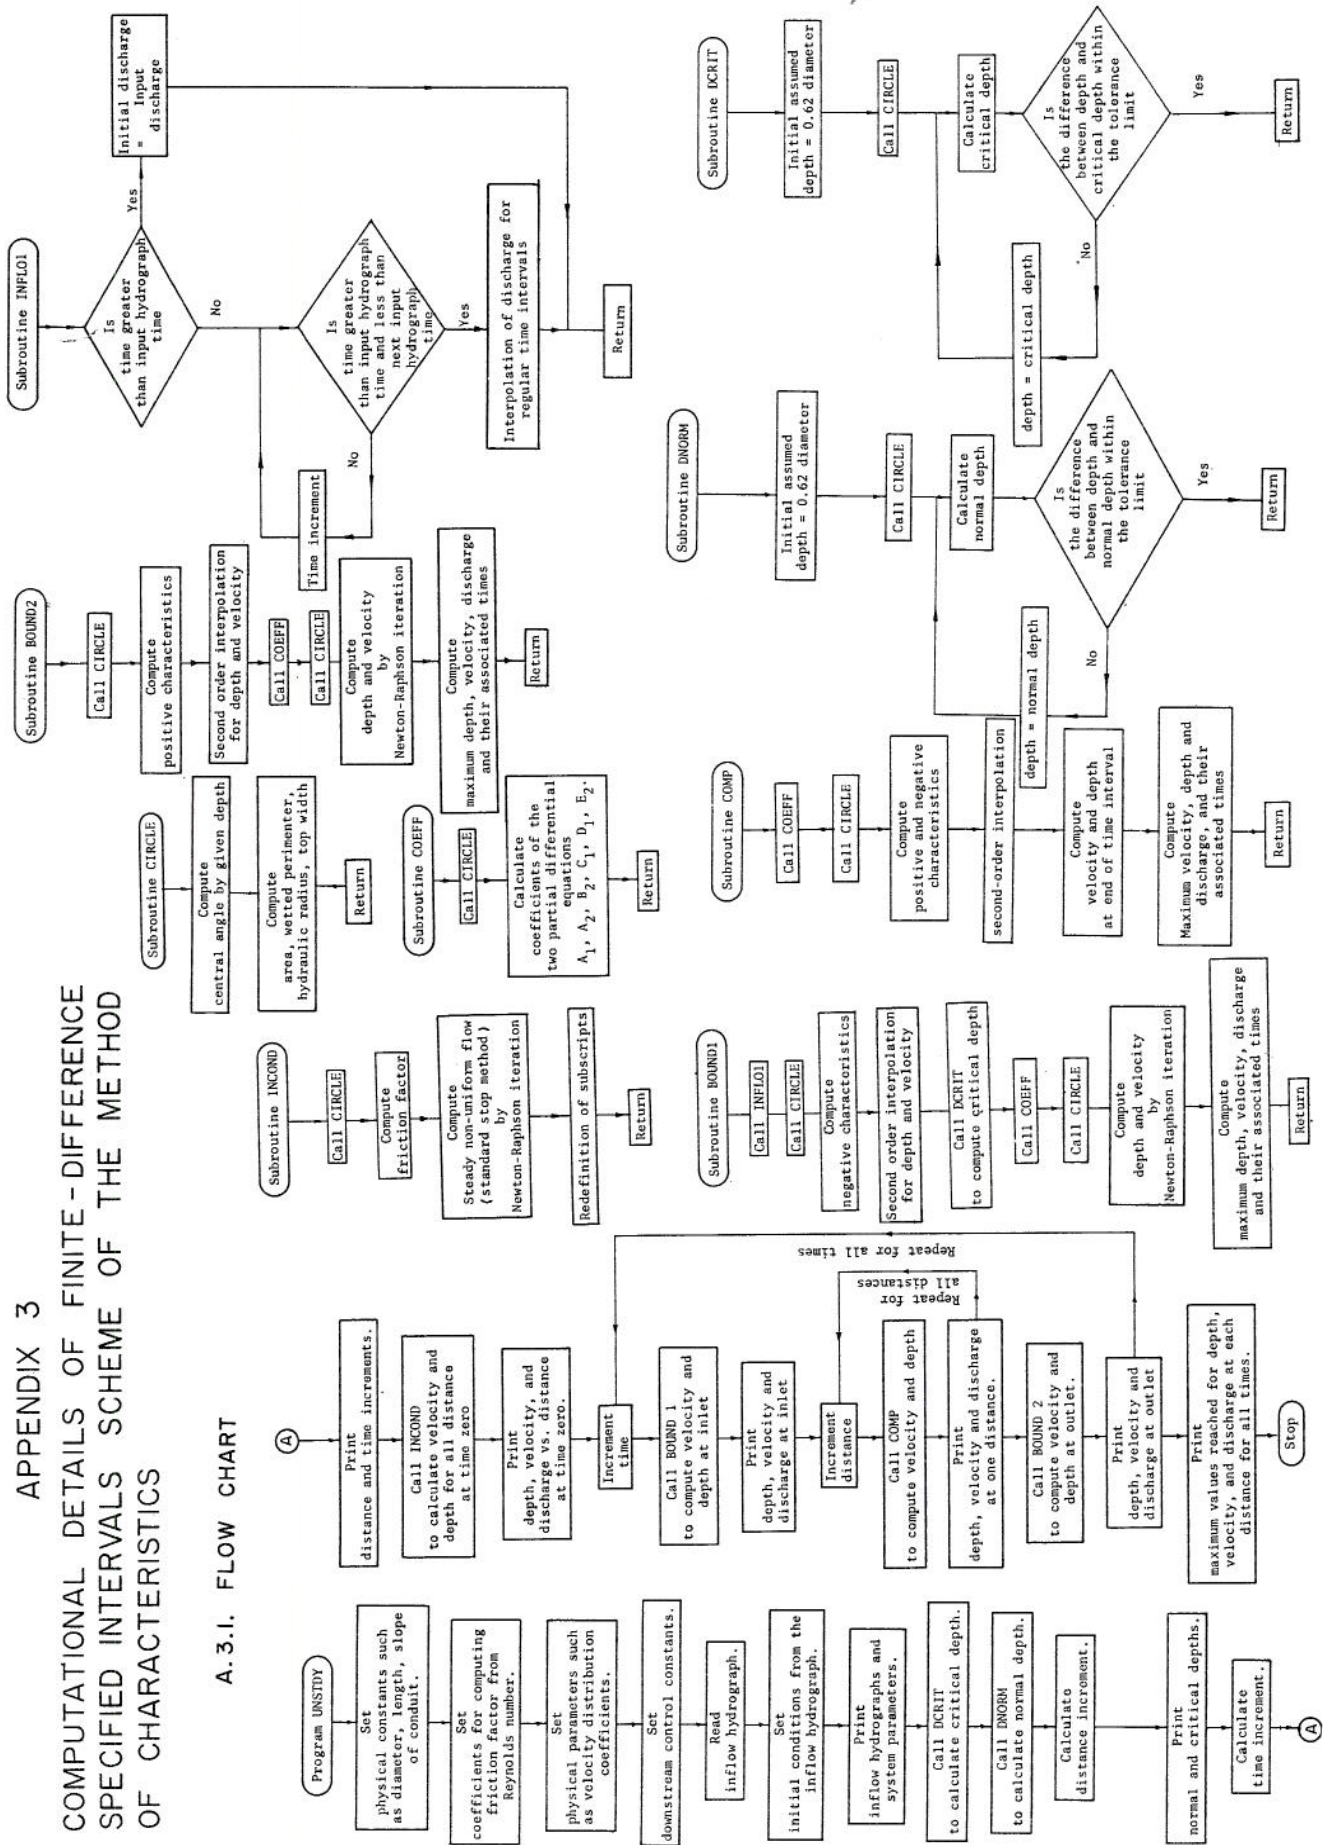 APPENDIX 3
COMPUTATIONAL DETAILS OF FINITE-DIFFERENCE
SPECIFIED INTERVALS SCHEME OF THE METHOD
OF CHARACTERISTICS
A.3.1. FLOW CHART
Program UNSTDY
Set
physical constants such
as diameter, length, slope
of conduit.
Set
coefficients for computing
friction factor from
Reynolds number.
Set
physical parameters such
as velocity distribution
coefficients.
Set
downstream control constants.
Read
inflow hydrograph.
Set
initial conditions from the
inflow hydrograph.
Print
inflow hydrographs and
system parameters.
Call DCRIT
to calculate critical depth.
Call DNORM
to calculate normal depth.
Calculate
distance increment.
Print
normal and critical depths.
Calculate
time increment.
A
A
Print
distance and time increments.
Call INCOND
to calculate velocity and
depth for all distance
at time zero
Print
depth, velocity, and
discharge vs. distance
at time zero.
Increment
time
Call BOUND 1
to compute velocity and
depth at inlet
Print
depth, velocity and
discharge at inlet
Increment
distance
Call COMP
to compute velocity and depth
Print
depth, velocity and discharge
at one distance.
Call BOUND 2
to compute velocity and
depth at outlet.
Print
depth, velocity and
discharge at outlet
Print
maximum values reached for depth,
velocity, and discharge at each
distance for all times.
Stop
Repeat for
all distances
Repeat for all times
Subroutine INCOND
Call CIRCLE
Compute
friction factor
Compute
Steady non-uniform flow
(standard stop method)
by
Newton-Raphson iteration
Redefinition of subscripts
Return
Subroutine BOUND1
Call INFLO1
Call CIRCLE
Compute
negative characteristics
Second order interpolation
for depth and velocity
Call DCRIT
to compute critical depth
Call COEFF
Call CIRCLE
Compute
depth and velocity
by
Newton-Raphson iteration
Compute
maximum depth, velocity, discharge
and their associated times
Return
Subroutine CIRCLE
Compute
central angle by given depth
Compute
area, wetted perimenter,
hydraulic radius, top width
Return
Subroutine COEFF
Call CIRCLE
Calculate
coefficients of the
two partial differential
equations
A₁, A₂, B₂, C₁, D₁, E₂.
Return
Subroutine COMP
Call COEFF
Call CIRCLE
Compute
positive and negative
characteristics
second-order interpolation
Compute
velocity and depth
at end of time interval
Compute
Maximum velocity, depth and
discharge, and their
associated times
Return
Subroutine BOUND2
Call CIRCLE
Compute
positive characteristics
Second order interpolation
for depth and velocity
Call COEFF
Call CIRCLE
Compute
depth and velocity
by
Newton-Raphson iteration
Compute
maximum depth, velocity, discharge
and their associated times
Return
Subroutine DNORM
Initial assumed
depth = 0.62 diameter
Call CIRCLE
Calculate
normal depth
Is
the difference
between depth and
normal depth within
the tolerance
limit
No
depth = normal depth
Yes
Return
Subroutine INFLO1
Is
time greater
than input hydrograph
time
Yes
Initial discharge
= Input
discharge
No
Is
time greater
than input hydrograph
time and less than
next input
hydrograph
time
No
Time increment
Yes
Interpolation of discharge for
regular time intervals
Return
Subroutine DCRIT
Initial assumed
depth = 0.62 diameter
Call CIRCLE
Calculate
critical depth
Is
the difference
between depth and
critical depth within
the tolerance
limit
No
depth = critical depth
Yes
Return